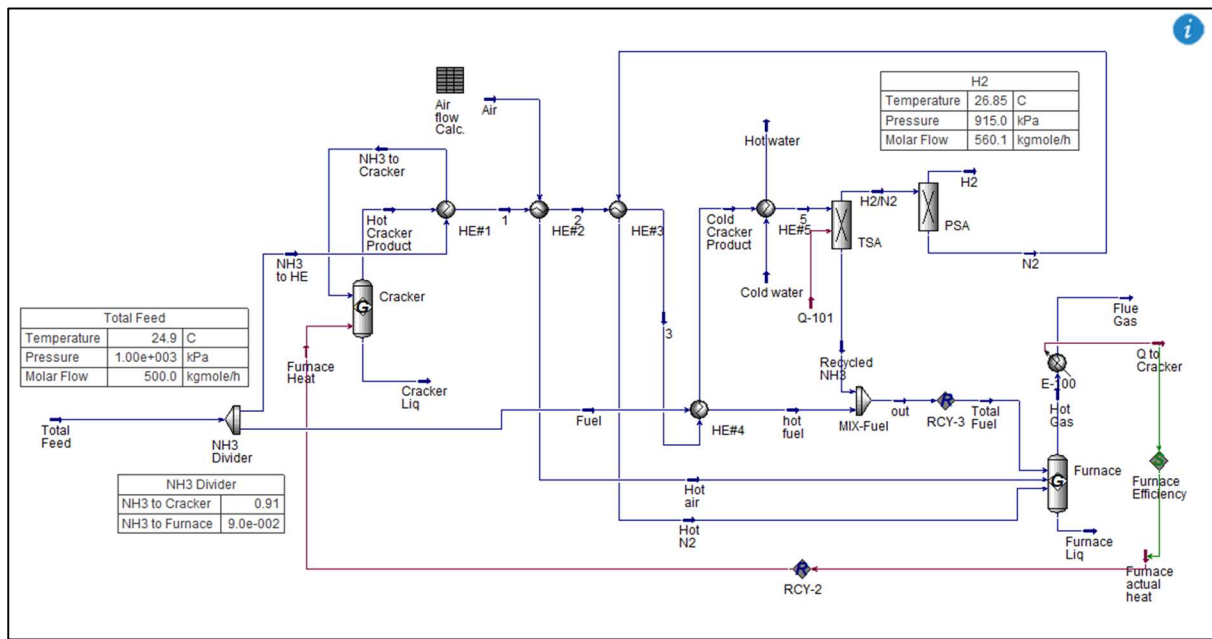 i
H2
Temperature 26.85 C
Pressure 915.0 kPa
Molar Flow 560.1 kgmole/h
Air
flow
Calc.
Air
NH3 to
Cracker
Hot
Cracker
Product
HE#1
1
HE#2
2
HE#3
Hot water
Cold
Cracker
Product
5
HE#5
Cold water
H2/N2
TSA
Q-101
H2
PSA
N2
NH3
to HE
G
Cracker
3
Total Feed
Temperature 24.9 C
Pressure 1.00e+003 kPa
Molar Flow 500.0 kgmole/h
Furnace
Heat
Cracker
Liq
Recycled
NH3
Flue
Gas
Q to
Cracker
E-100
Hot
Gas
Total
Feed
NH3
Divider
Fuel
HE#4
hot
fuel
MIX-Fuel
out
R
RCY-3
Total
Fuel
NH3 Divider
NH3 to Cracker 0.91
NH3 to Furnace 9.0e-002
Hot
air
Hot
N2
G
Furnace
S
Furnace
Efficiency
Furnace
Liq
R
RCY-2
Furnace
actual
heat